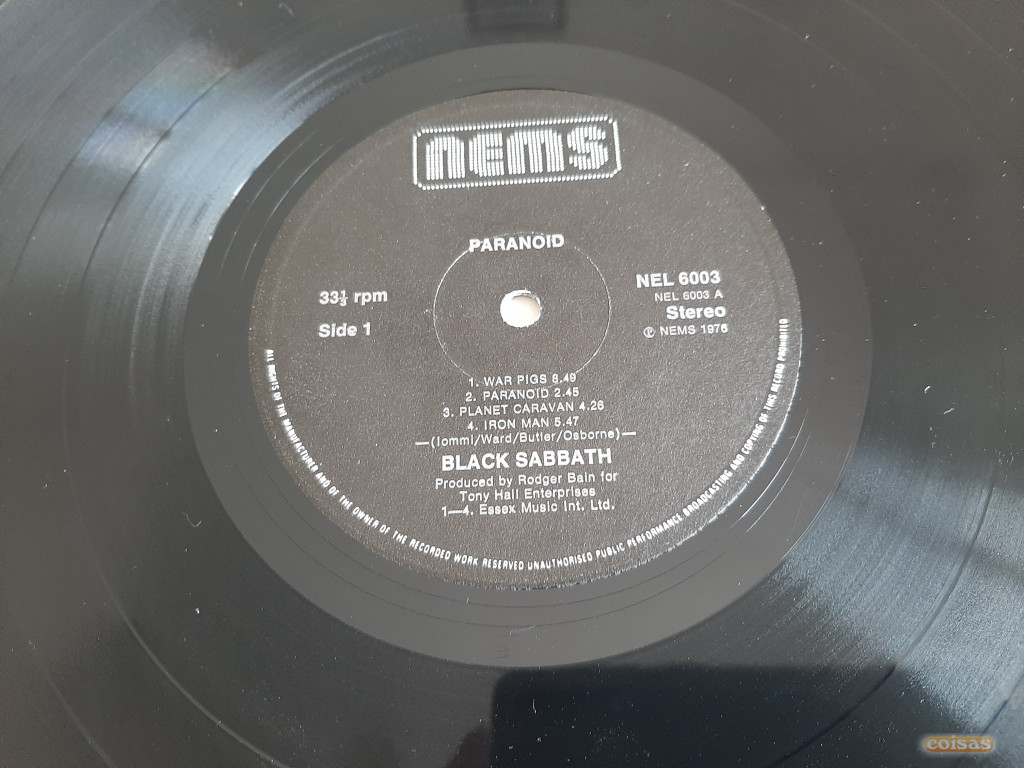 nems
PARANOID
33⅓ rpm
Side 1
NEL 6003
NEL 6003 A
Stereo
℗ NEMS 1976
1. WAR PIGS 8.49
2. PARANOID 2.45
3. PLANET CARAVAN 4.26
4. IRON MAN 5.47
—(Iommi/Ward/Butler/Osborne)—
BLACK SABBATH
Produced by Rodger Bain for
Tony Hall Enterprises
1—4. Essex Music Int. Ltd.
ALL RIGHTS OF THE MANUFACTURER AND OF THE OWNER OF THE RECORDED WORK RESERVED UNAUTHORISED PUBLIC PERFORMANCE BROADCASTING AND COPYING OF THIS RECORD PROHIBITED
coisas